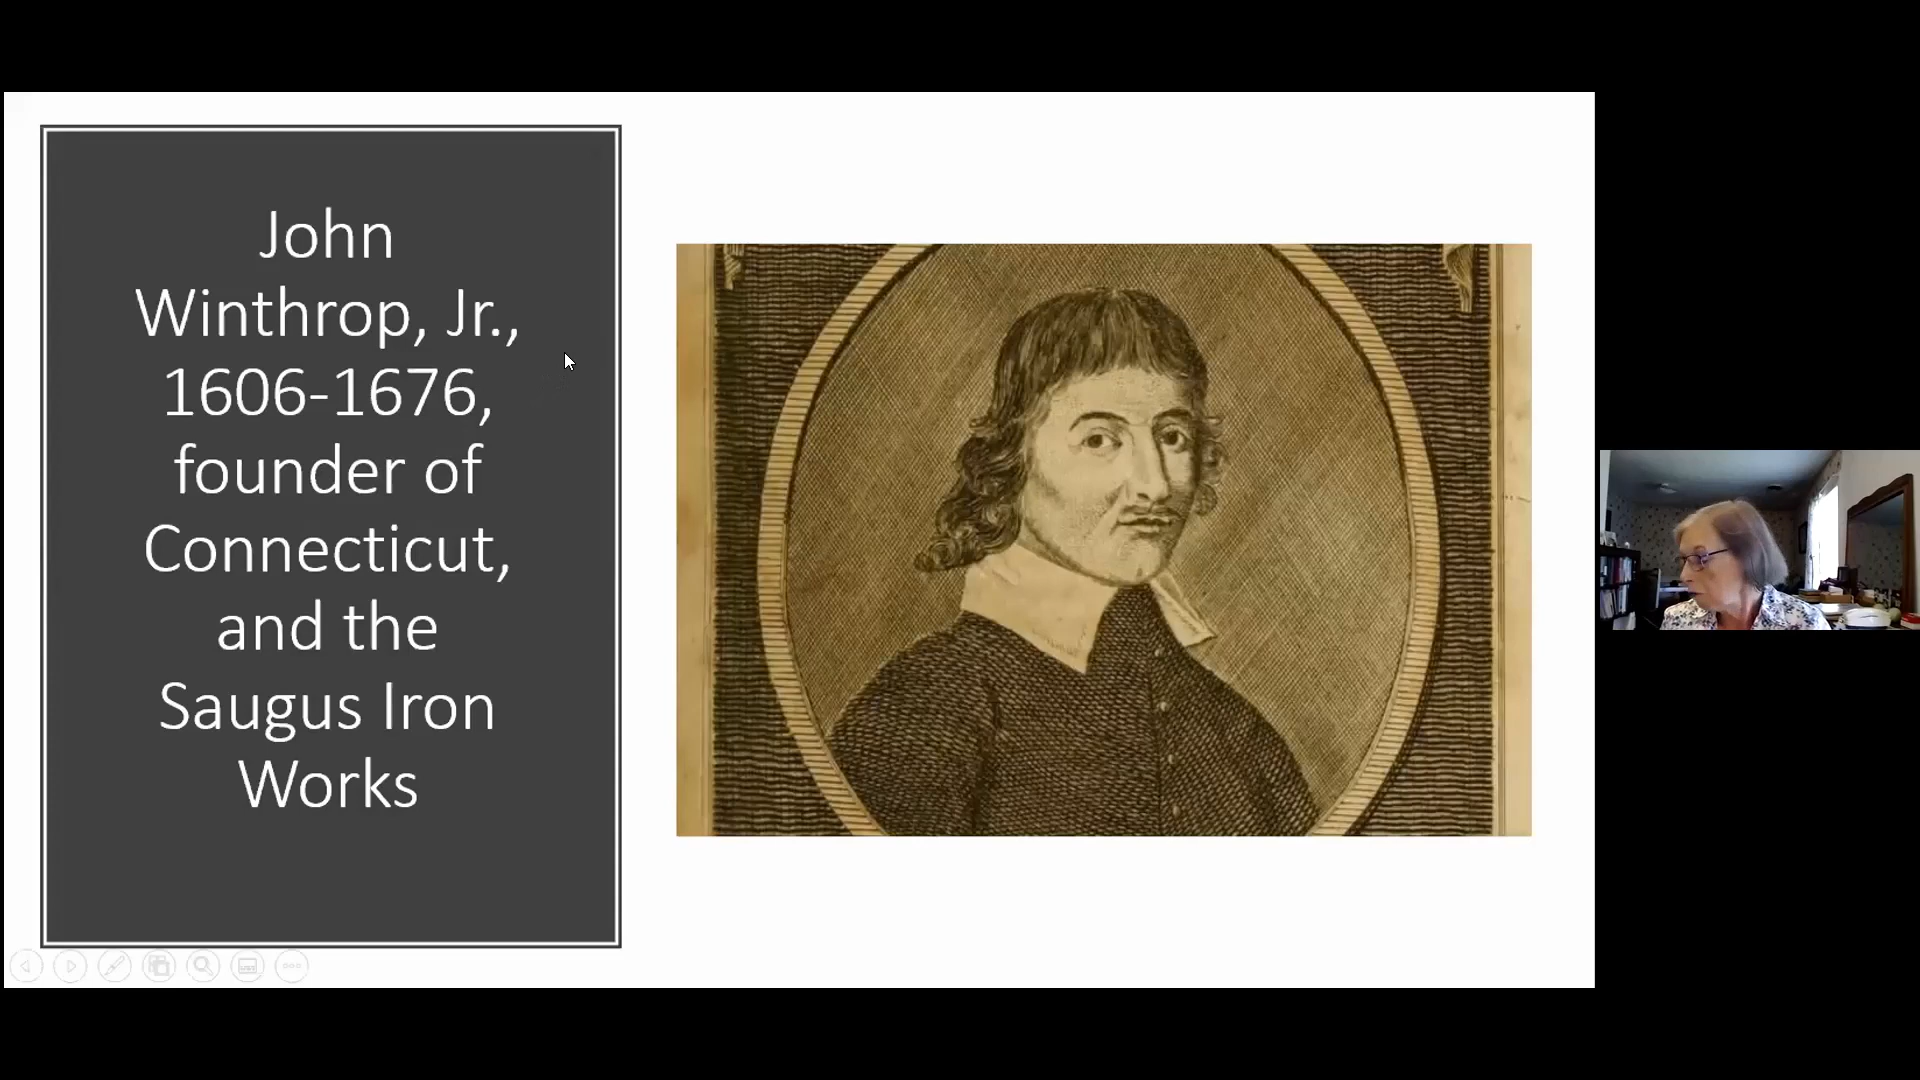 John
Winthrop, Jr.,
1606-1676,
founder of
Connecticut,
and the
Saugus Iron
Works